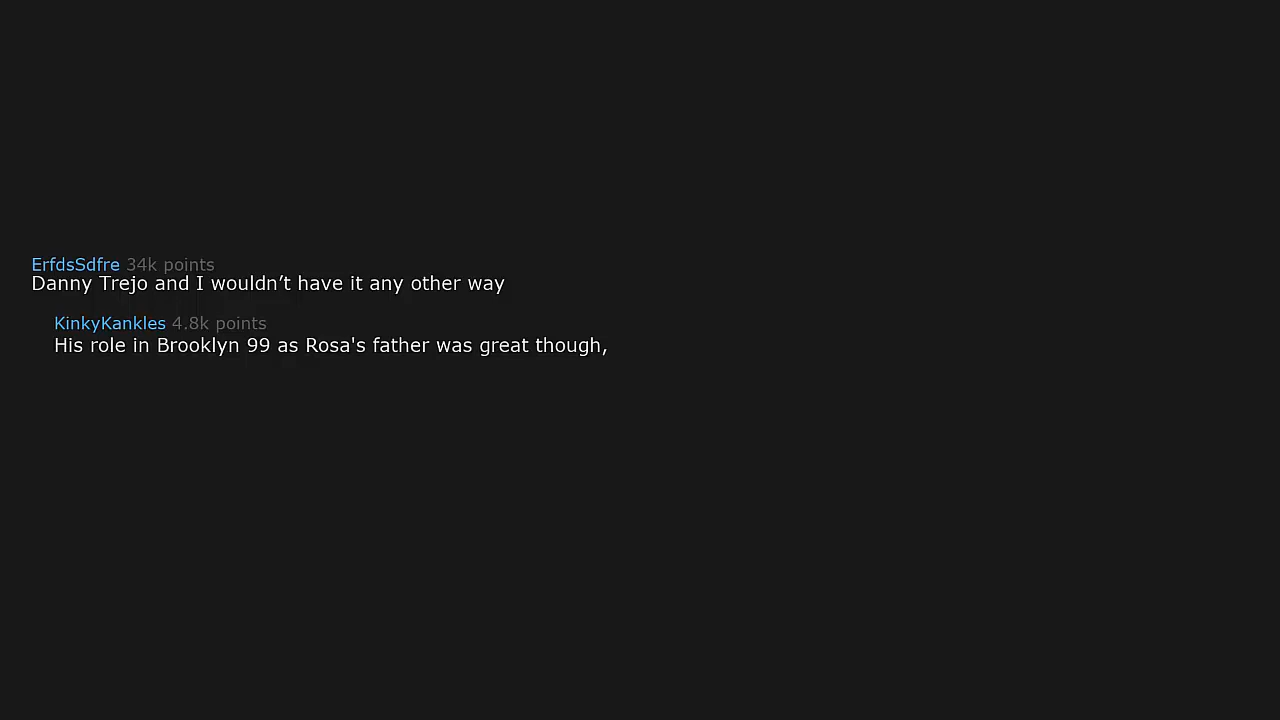 ErfdsSdfre 34k points
Danny Trejo and I wouldn’t have it any other way
KinkyKankles 4.8k points
His role in Brooklyn 99 as Rosa's father was great though,